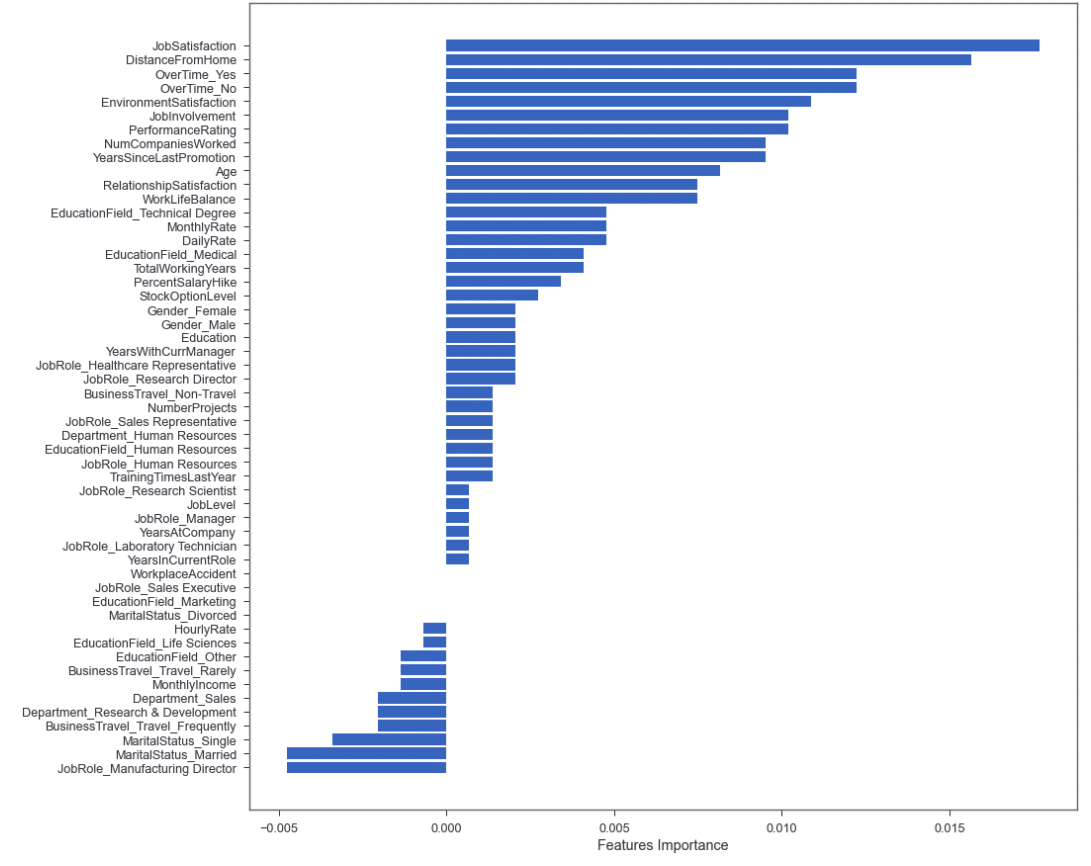 JobSatisfaction
DistanceFromHome
OverTime_Yes
OverTime_No
EnvironmentSatisfaction
JobInvolvement
PerformanceRating
NumCompaniesWorked
YearsSinceLastPromotion
Age
RelationshipSatisfaction
WorkLifeBalance
EducationField_Technical Degree
MonthlyRate
DailyRate
EducationField_Medical
TotalWorkingYears
PercentSalaryHike
StockOptionLevel
Gender_Female
Gender_Male
Education
YearsWithCurrManager
JobRole_Healthcare Representative
JobRole_Research Director
BusinessTravel_Non-Travel
NumberProjects
JobRole_Sales Representative
Department_Human Resources
EducationField_Human Resources
JobRole_Human Resources
TrainingTimesLastYear
JobRole_Research Scientist
JobLevel
JobRole_Manager
YearsAtCompany
JobRole_Laboratory Technician
YearsInCurrentRole
WorkplaceAccident
JobRole_Sales Executive
EducationField_Marketing
MaritalStatus_Divorced
HourlyRate
EducationField_Life Sciences
EducationField_Other
BusinessTravel_Travel_Rarely
MonthlyIncome
Department_Sales
Department_Research & Development
BusinessTravel_Travel_Frequently
MaritalStatus_Single
MaritalStatus_Married
JobRole_Manufacturing Director
−0.005 0.000 0.005 0.010 0.015
Features Importance